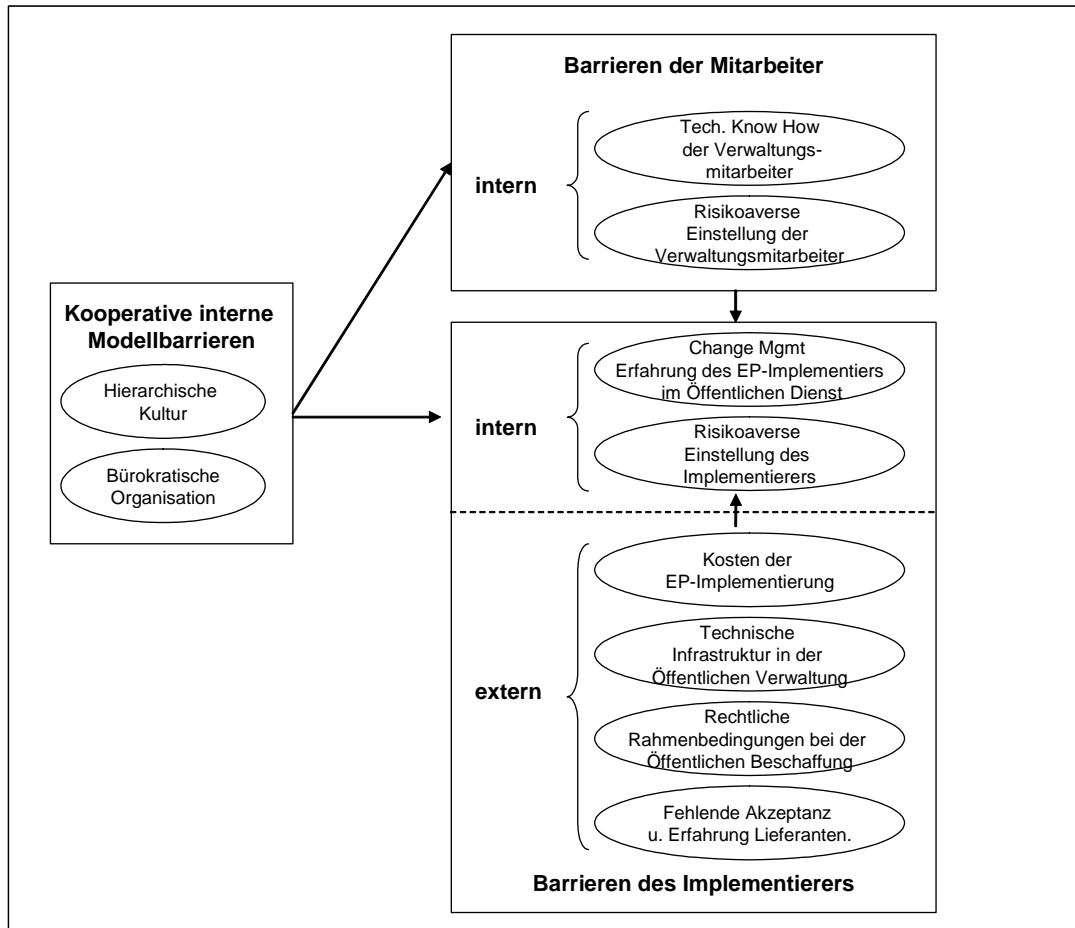 Barrieren der Mitarbeiter
Tech. Know How
der Verwaltungs-
mitarbeiter
intern
Risikoaverse
Einstellung der
Verwaltungsmitarbeiter
Kooperative interne
Modellbarrieren
Hierarchische
Kultur
Bürokratische
Organisation
Change Mgmt
Erfahrung des EP-Implementiers
im Öffentlichen Dienst
intern
Risikoaverse
Einstellung des
Implementierers
Kosten der
EP-Implementierung
Technische
Infrastruktur in der
Öffentlichen Verwaltung
extern
Rechtliche
Rahmenbedingungen bei der
Öffentlichen Beschaffung
Fehlende Akzeptanz
u. Erfahrung Lieferanten.
Barrieren des Implementierers